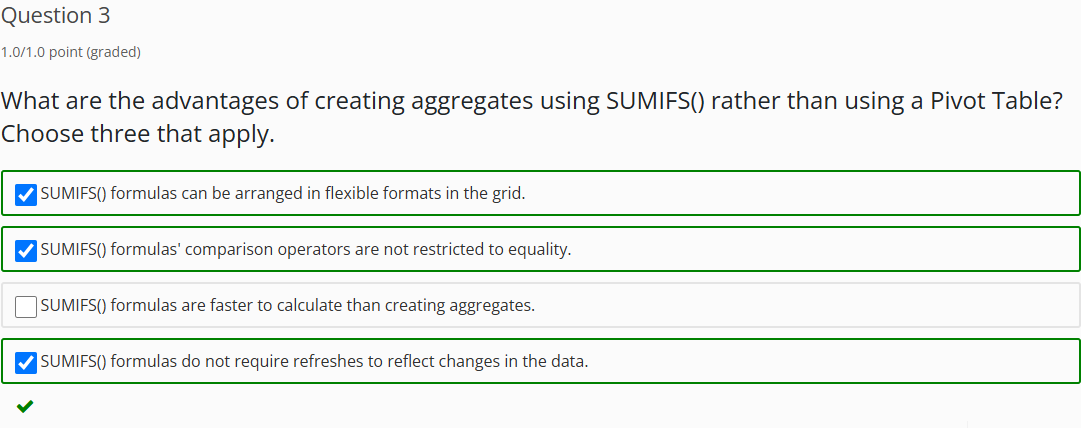 Question 3
1.0/1.0 point (graded)
What are the advantages of creating aggregates using SUMIFS() rather than using a Pivot Table?
Choose three that apply.
SUMIFS() formulas can be arranged in flexible formats in the grid.
SUMIFS() formulas' comparison operators are not restricted to equality.
SUMIFS() formulas are faster to calculate than creating aggregates.
SUMIFS() formulas do not require refreshes to reflect changes in the data.